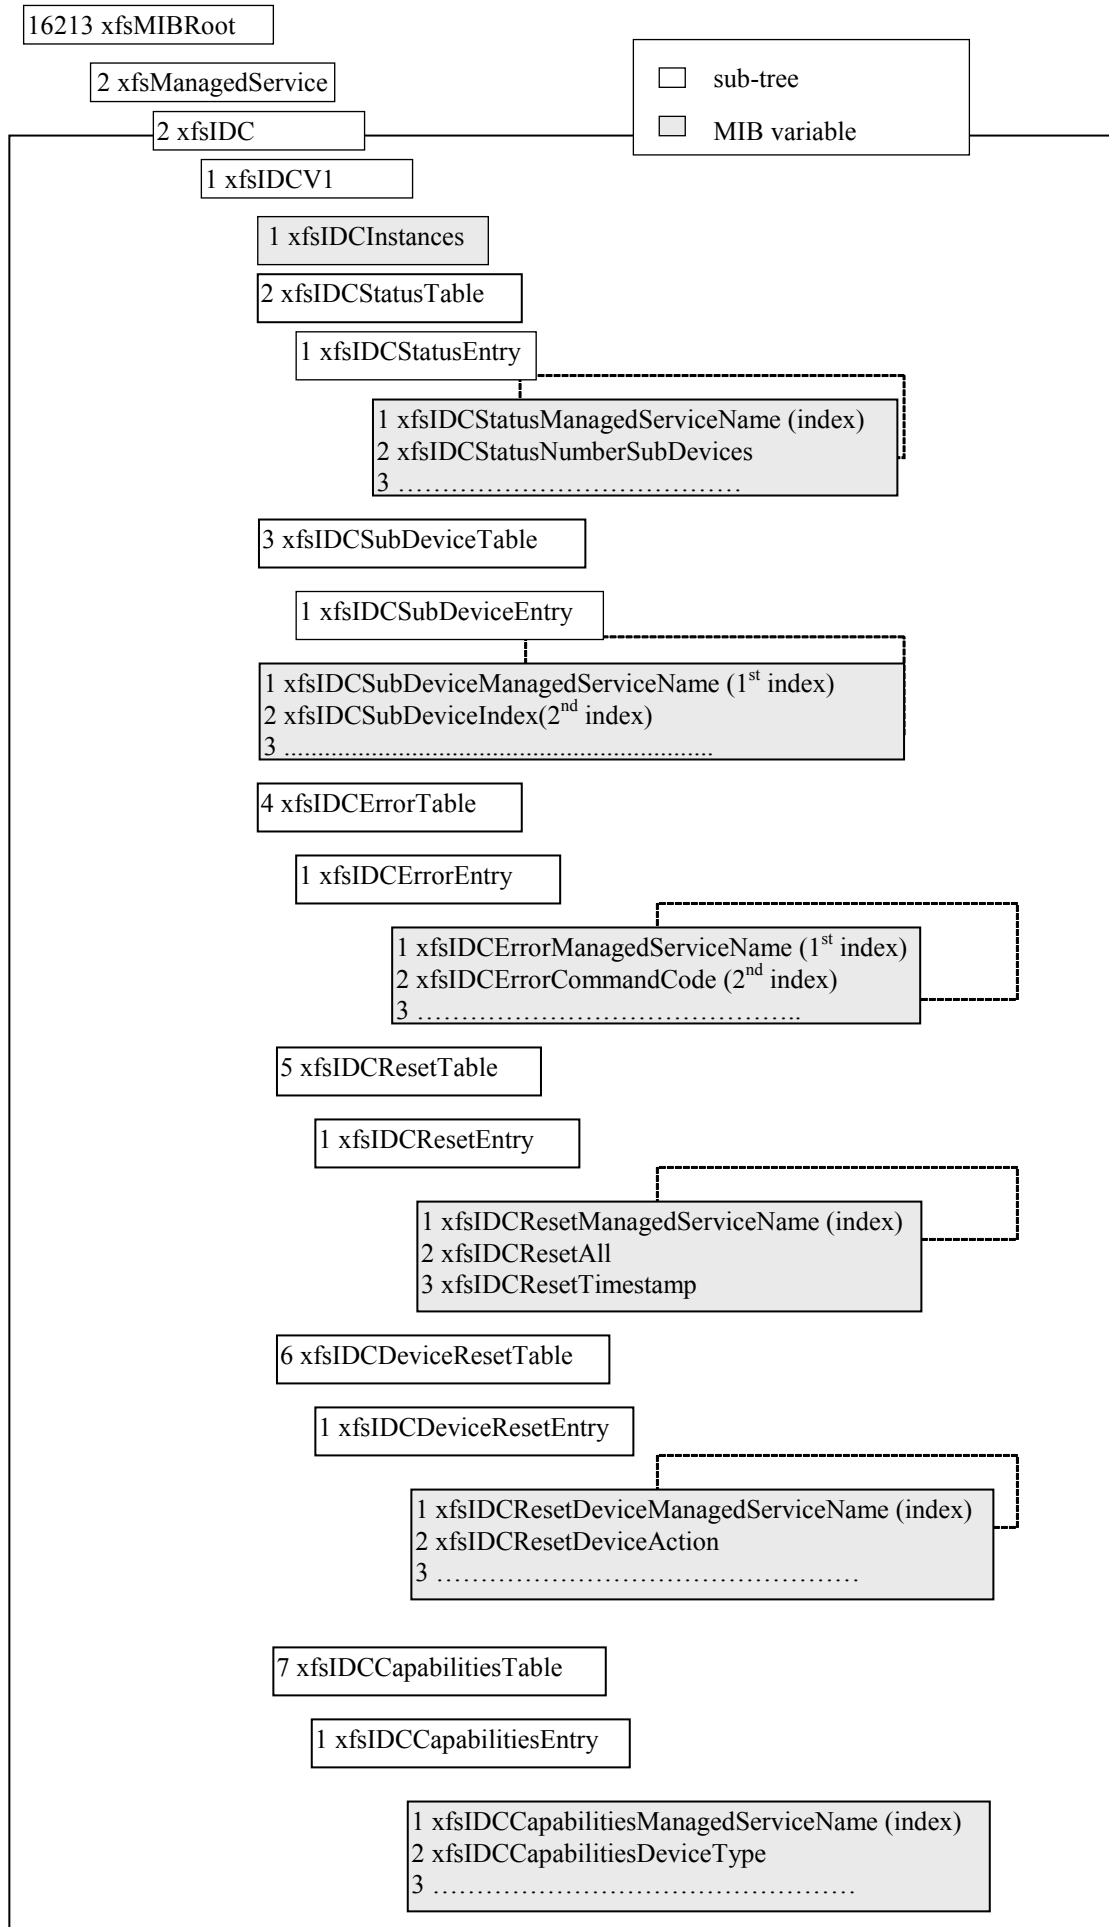 16213 xfsMIBRoot
sub-tree
2 xfsManagedService
MIB variable
2 xfsIDC
1 xfsIDCV1
1 xfsIDCInstances
2 xfsIDCStatusTable
1 xfsIDCStatusEntry
1 xfsIDCStatusManagedServiceName (index)
2 xfsIDCStatusNumberSubDevices
3 …………………………………
3 xfsIDCSubDeviceTable
1 xfsIDCSubDeviceEntry
1 xfsIDCSubDeviceManagedServiceName (1st index)
2 xfsIDCSubDeviceIndex(2nd index)
3 ......................................................
4 xfsIDCErrorTable
1 xfsIDCErrorEntry
1 xfsIDCErrorManagedServiceName (1st index)
2 xfsIDCErrorCommandCode (2nd index)
3 ……………………………………..
5 xfsIDCResetTable
1 xfsIDCResetEntry
1 xfsIDCResetManagedServiceName (index)
2 xfsIDCResetAll
3 xfsIDCResetTimestamp
6 xfsIDCDeviceResetTable
1 xfsIDCDeviceResetEntry
1 xfsIDCResetDeviceManagedServiceName (index)
2 xfsIDCResetDeviceAction
3 …………………………………………
7 xfsIDCCapabilitiesTable
1 xfsIDCCapabilitiesEntry
1 xfsIDCCapabilitiesManagedServiceName (index)
2 xfsIDCCapabilitiesDeviceType
3 …………………………………………